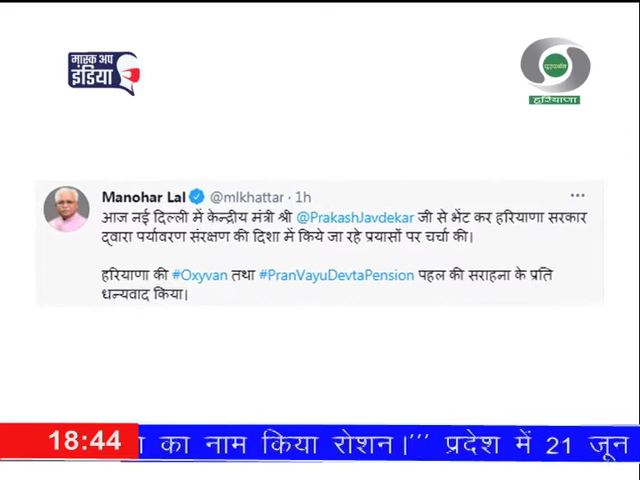 मास्क अप
इंडिया
दूरदर्शन
हरियाणा
Manohar Lal @mlkhattar · 1h
आज नई दिल्ली में केन्द्रीय मंत्री श्री @PrakashJavdekar जी से भेंट कर हरियाणा सरकार
द्वारा पर्यावरण संरक्षण की दिशा में किये जा रहे प्रयासों पर चर्चा की।
हरियाणा की #Oxyvan तथा #PranVayuDevtaPension पहल की सराहना के प्रति
धन्यवाद किया।
18:44 का नाम किया रोशन।''' प्रदेश में 21 जून